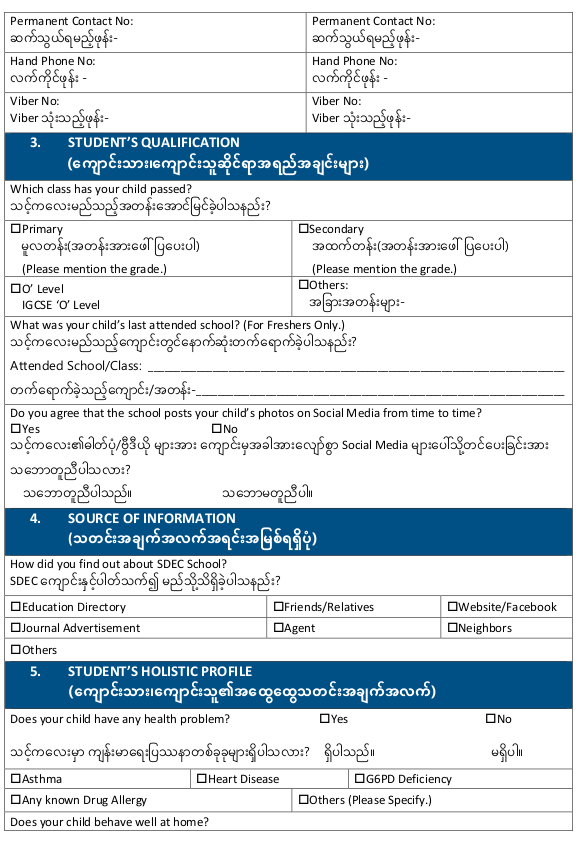 Permanent Contact No:
ဆက်သွယ်ရမည့်ဖုန်း-
Permanent Contact No:
ဆက်သွယ်ရမည့်ဖုန်း-
Hand Phone No:
လက်ကိုင်ဖုန်း -
Hand Phone No:
လက်ကိုင်ဖုန်း -
Viber No:
Viber သုံးသည့်ဖုန်း-
Viber No:
Viber သုံးသည့်ဖုန်း-
3. STUDENT’S QUALIFICATION
(ကျောင်းသား၊ကျောင်းသူဆိုင်ရာအရည်အချင်းများ)
Which class has your child passed?
သင့်ကလေးမည်သည့်အတန်းအောင်မြင်ခဲ့ပါသနည်း?
☐Primary
မူလတန်း(အတန်းအားဖေါ်ပြပေးပါ)
(Please mention the grade.)
☐Secondary
အထက်တန်း(အတန်းအားဖေါ်ပြပေးပါ)
(Please mention the grade.)
☐O’ Level
IGCSE ‘O’ Level
☐Others:
အခြားအတန်းများ-
What was your child’s last attended school? (For Freshers Only.)
သင့်ကလေးမည်သည့်ကျောင်းတွင်နောက်ဆုံးတက်ရောက်ခဲ့ပါသနည်း?
Attended School/Class: ____________________
တက်ရောက်ခဲ့သည့်ကျောင်း/အတန်း-____________________
Do you agree that the school posts your child’s photos on Social Media from time to time?
☐Yes ☐No
သင့်ကလေး၏ဓါတ်ပုံ/ဗွီဒီယို များအား ကျောင်းမှအခါအားလျော်စွာ Social Media များပေါ်သို့တင်ပေးခြင်းအား
သဘောတူညီပါသလား?
သဘောတူညီပါသည်။ သဘောမတူညီပါ။
4. SOURCE OF INFORMATION
(သတင်းအချက်အလက်အရင်းအမြစ်ရရှိပုံ)
How did you find out about SDEC School?
SDEC ကျောင်းနှင့်ပါတ်သက်၍ မည်သို့သိရှိခဲ့ပါသနည်း?
☐Education Directory ☐Friends/Relatives ☐Website/Facebook
☐Journal Advertisement ☐Agent ☐Neighbors
☐Others
5. STUDENT’S HOLISTIC PROFILE
(ကျောင်းသား၊ကျောင်းသူ၏အထွေထွေသတင်းအချက်အလက်)
Does your child have any health problem? ☐Yes ☐No
သင့်ကလေးမှာ ကျန်းမာရေးပြဿနာတစ်ခုခုများရှိပါသလား? ရှိပါသည်။ မရှိပါ။
☐Asthma ☐Heart Disease ☐G6PD Deficiency
☐Any known Drug Allergy ☐Others (Please Specify.)
Does your child behave well at home?